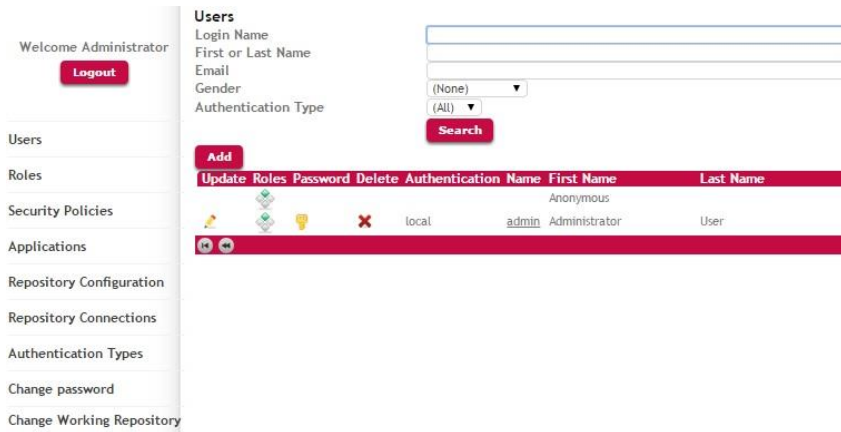 Welcome Administrator
Logout
Users
Roles
Security Policies
Applications
Repository Configuration
Repository Connections
Authentication Types
Change password
Change Working Repository
Users
Login Name
First or Last Name
Email
Gender (None)
Authentication Type (All)
Search
Add
Update Roles Password Delete Authentication Name First Name Last Name
Anonymous
local admin Administrator User